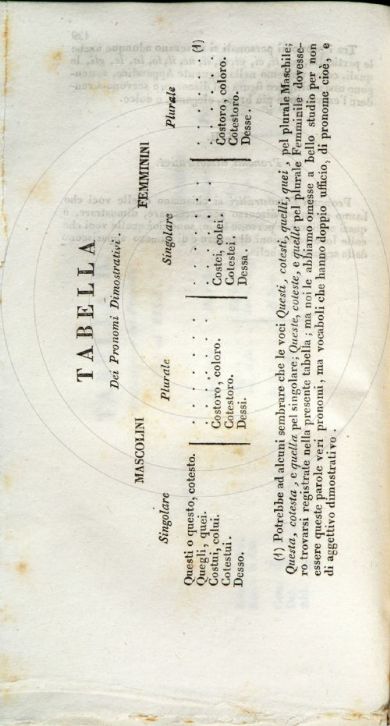 TABELLA
Dei Pronomi Dimostrativi.
MASCOLINI FEMMININI
Singolare Plurale Singolare Plurale
Questi o questo, cotesto. . . . . . . . . . . . . . . . . . . (1)
Quegli, quei. . . . . . . . . . . . . . . . . . .
Costui, colui. Costoro, coloro. Costei, colei. Costoro, coloro.
Cotestui. Cotestoro. Cotestei. Cotestoro.
Desso. Dessi. Dessa. Desse.
(1) Potrebbe ad alcuni sembrare che le voci Questi, cotesti, quelli, quei, pel plurale Maschile;
Questa, cotesta, e quella pel singolare; Queste, coteste, e quelle pel plurale Femminile dovesse-
ro trovarsi registrate nella presente tabella; ma noi le abbiamo omesse a bello studio per non
essere queste parole veri pronomi, ma vocaboli che hanno doppio ufficio, di pronome cioè, e
di aggettivo dimostrativo.